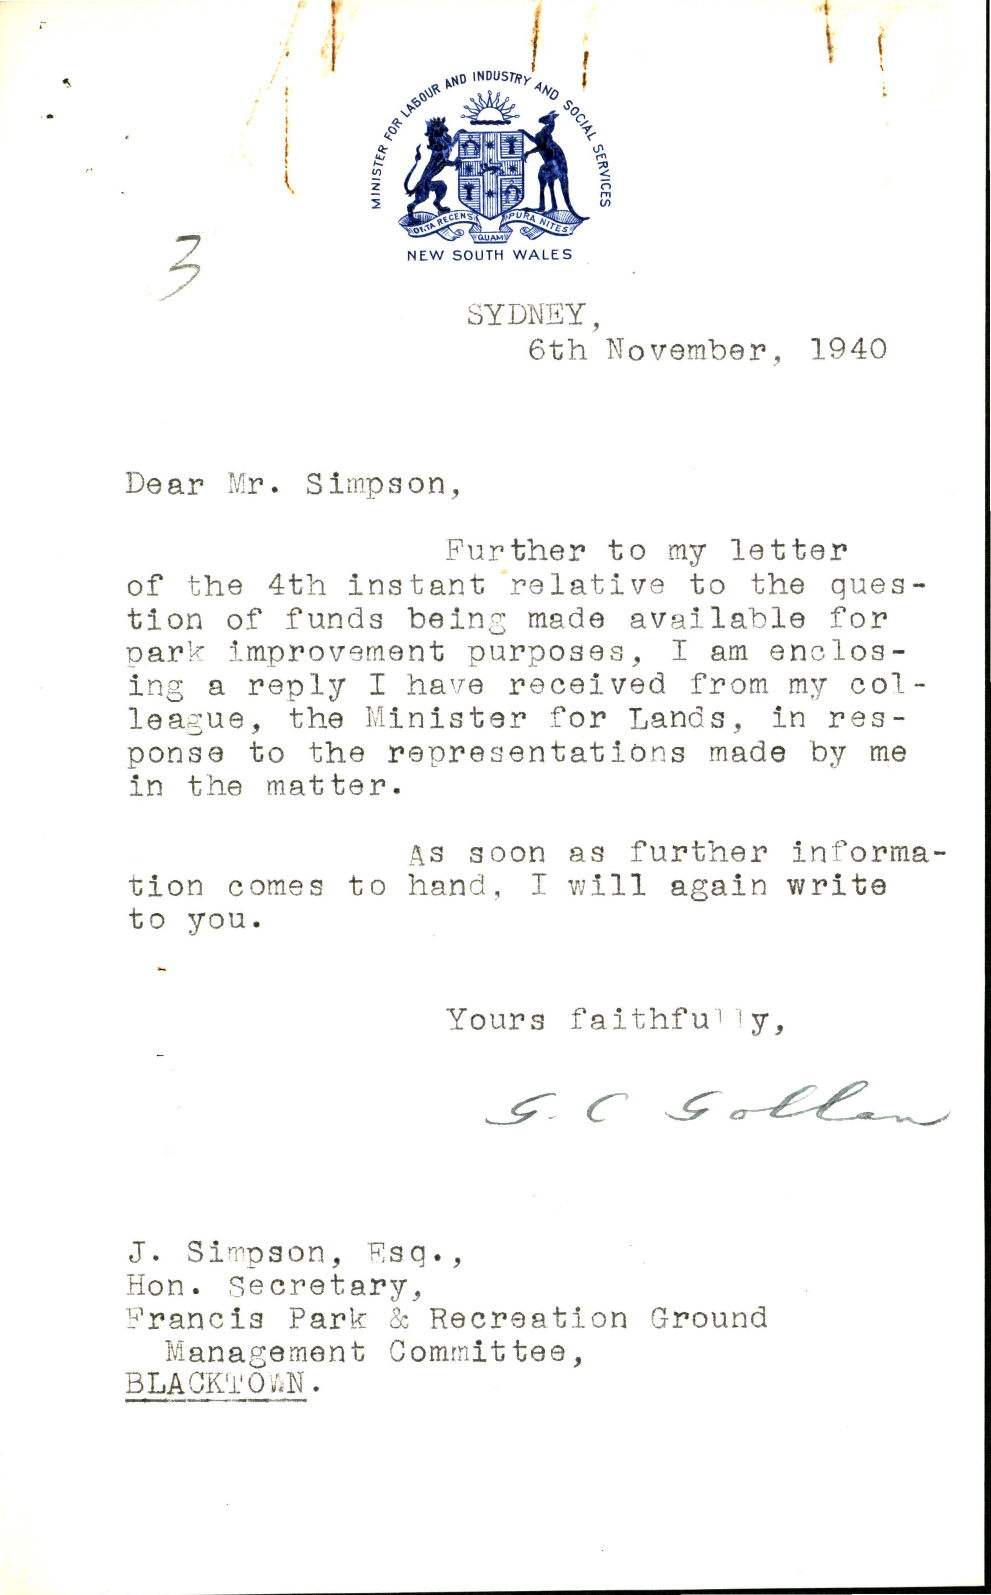 MINISTER FOR LABOUR AND INDUSTRY AND SOCIAL SERVICES
ORTA RECENS QUAM PURA NITES
NEW SOUTH WALES
3
SYDNEY,
6th November, 1940
Dear Mr. Simpson,
Further to my letter
of the 4th instant relative to the ques-
tion of funds being made available for
park improvement purposes, I am enclos-
ing a reply I have received from my col-
league, the Minister for Lands, in res-
ponse to the representations made by me
in the matter.
As soon as further informa-
tion comes to hand, I will again write
to you.
Yours faithfully,
G. C Gollan
J. Simpson, Esq.,
Hon. Secretary,
Francis Park & Recreation Ground
Management Committee,
BLACKTOWN.